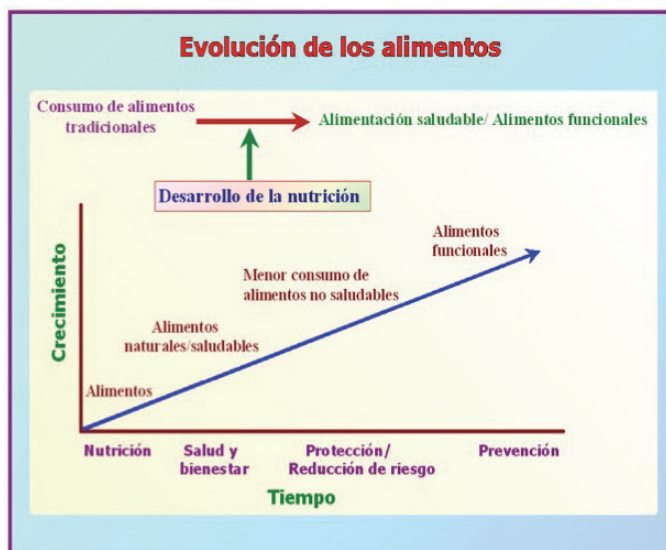 Evolución de los alimentos
Consumo de alimentos
tradicionales
Alimentación saludable/ Alimentos funcionales
Desarrollo de la nutrición
Crecimiento
Alimentos
funcionales
Menor consumo de
alimentos no saludables
Alimentos
naturales/saludables
Alimentos
Nutrición
Salud y
bienestar
Protección/
Reducción de riesgo
Prevención
Tiempo